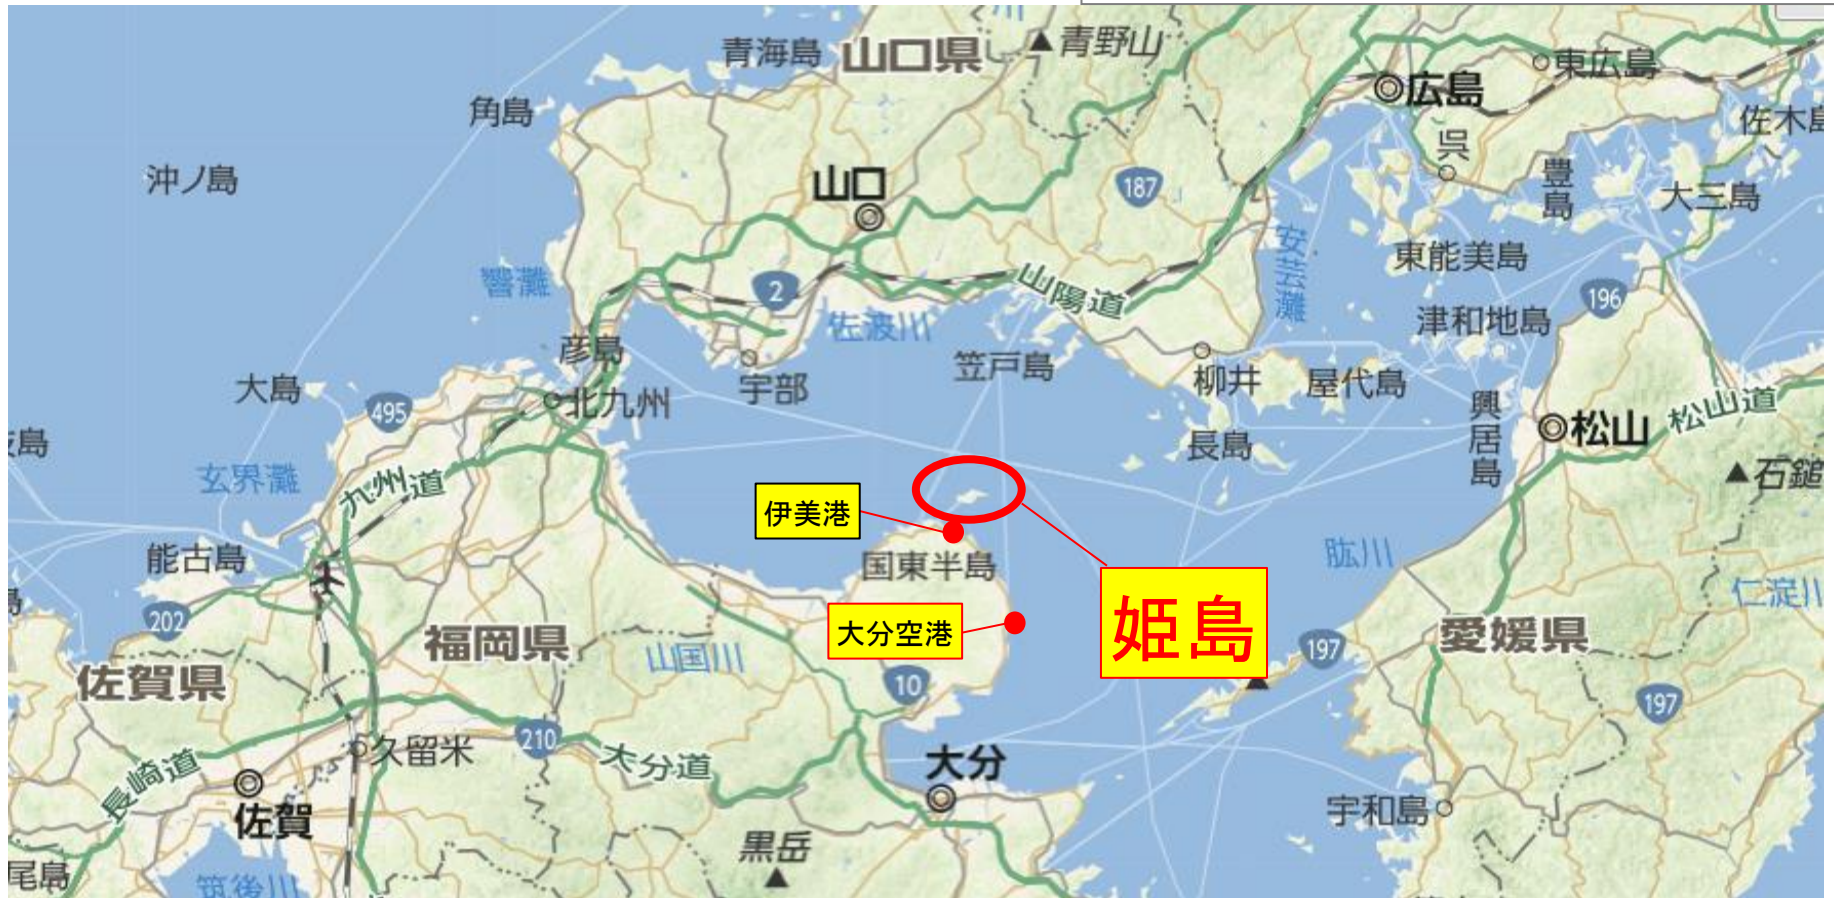 青海島
山口県
青野山
広島
東広島
角島
佐木島
沖ノ島
山口
187
呉
豊島
大三島
響灘
2
佐波川
山陽道
安芸灘
東能美島
196
津和地島
彦島
宇部
笠戸島
柳井
屋代島
大島
495
北九州
興居島
松山
松山道
長島
石鎚
玄界灘
九州道
伊美港
国東半島
能古島
肱川
仁淀川
202
大分空港
姫島
福岡県
山国川
197
愛媛県
佐賀県
10
197
210
久留米
大分道
長崎道
大分
佐賀
宇和島
黒岳
尾島
筑後川